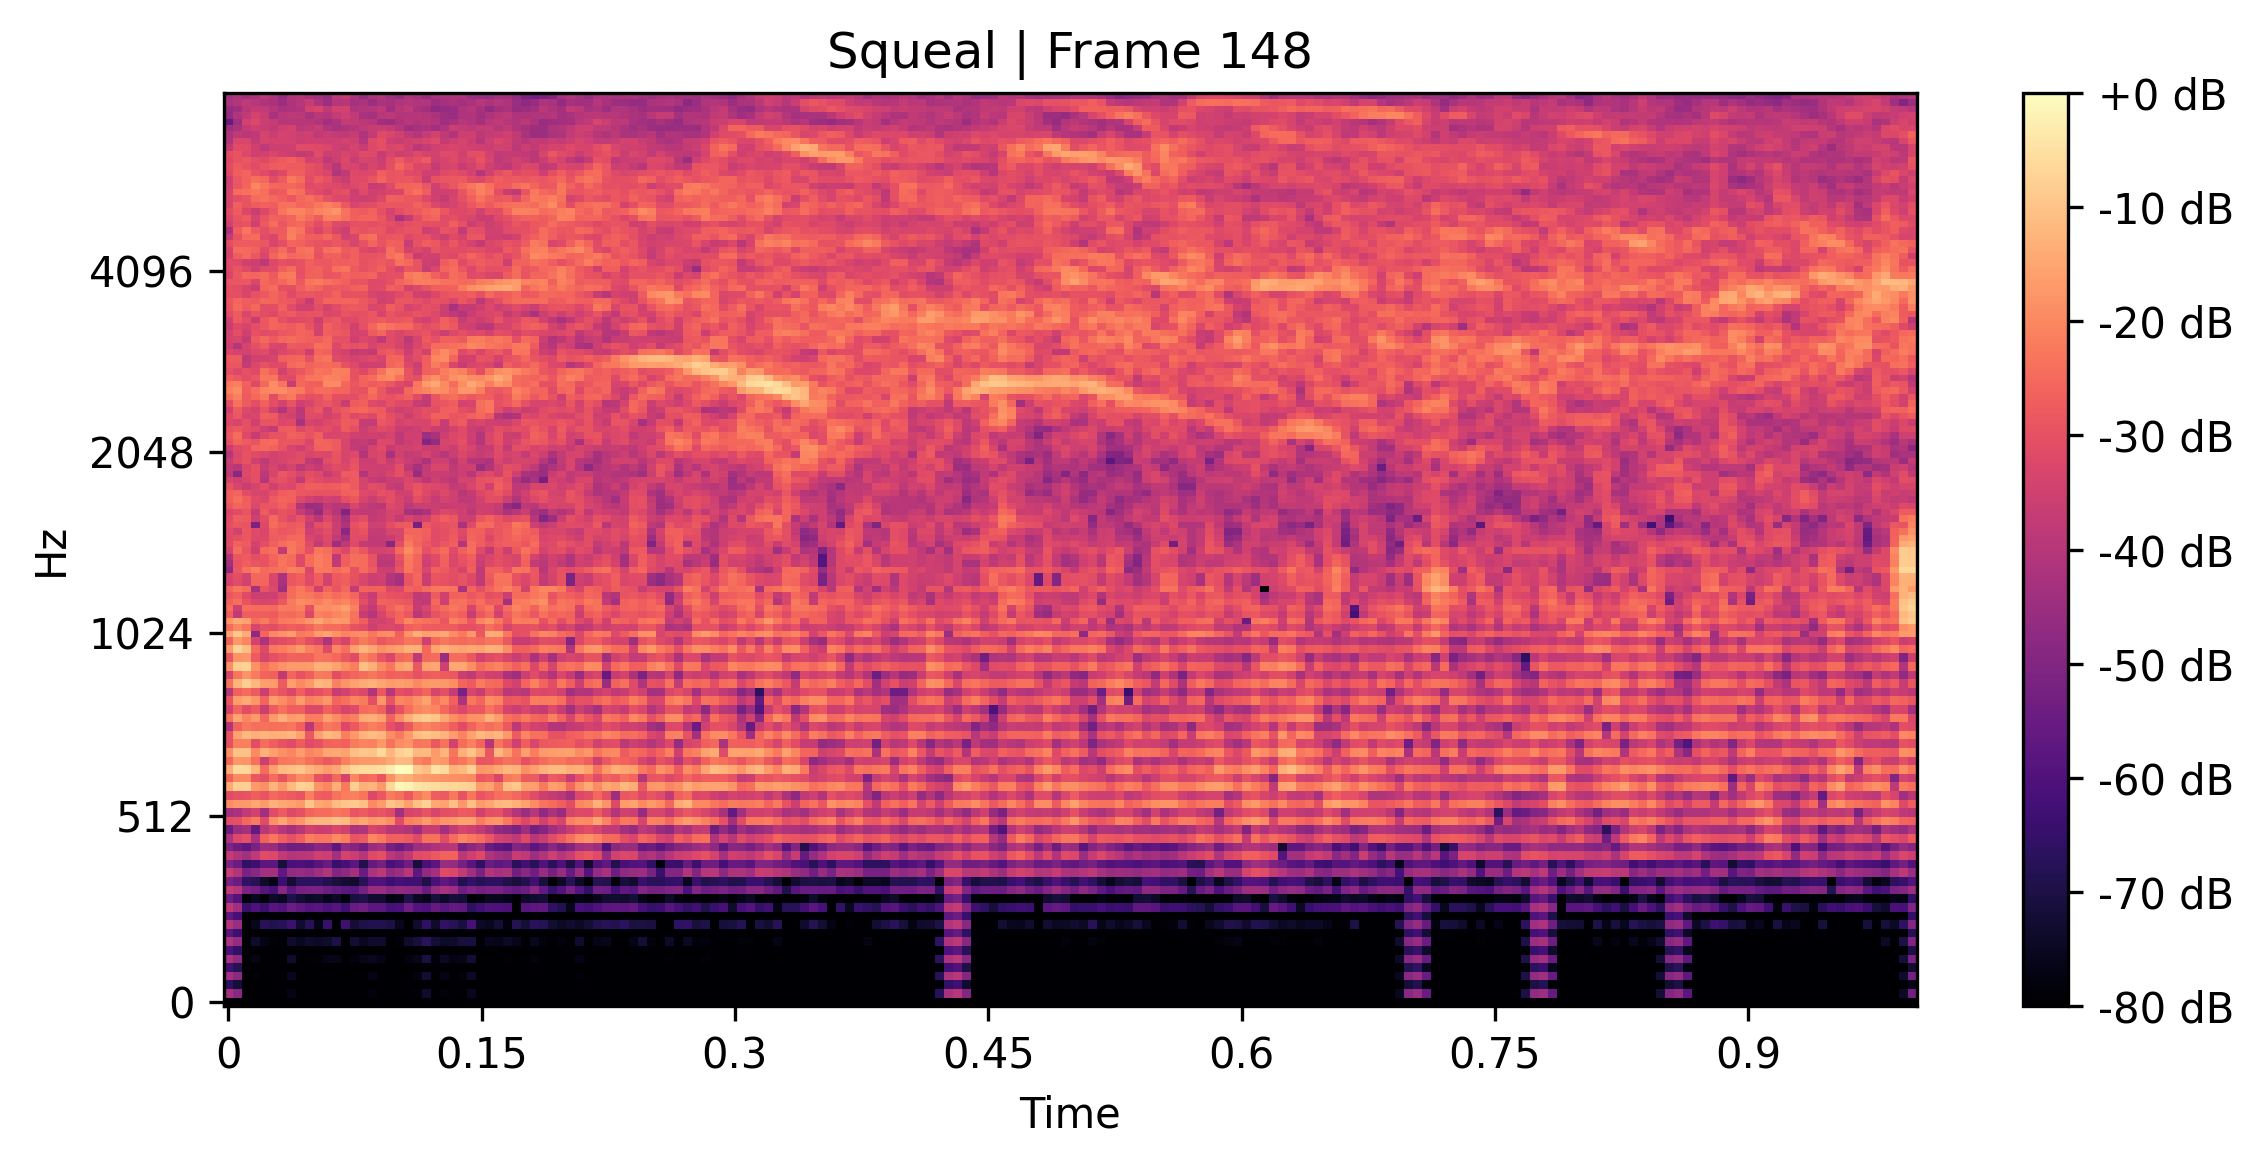 Squeal | Frame 148
Hz
4096
2048
1024
512
0
0 0.15 0.3 0.45 0.6 0.75 0.9
Time
+0 dB
-10 dB
-20 dB
-30 dB
-40 dB
-50 dB
-60 dB
-70 dB
-80 dB